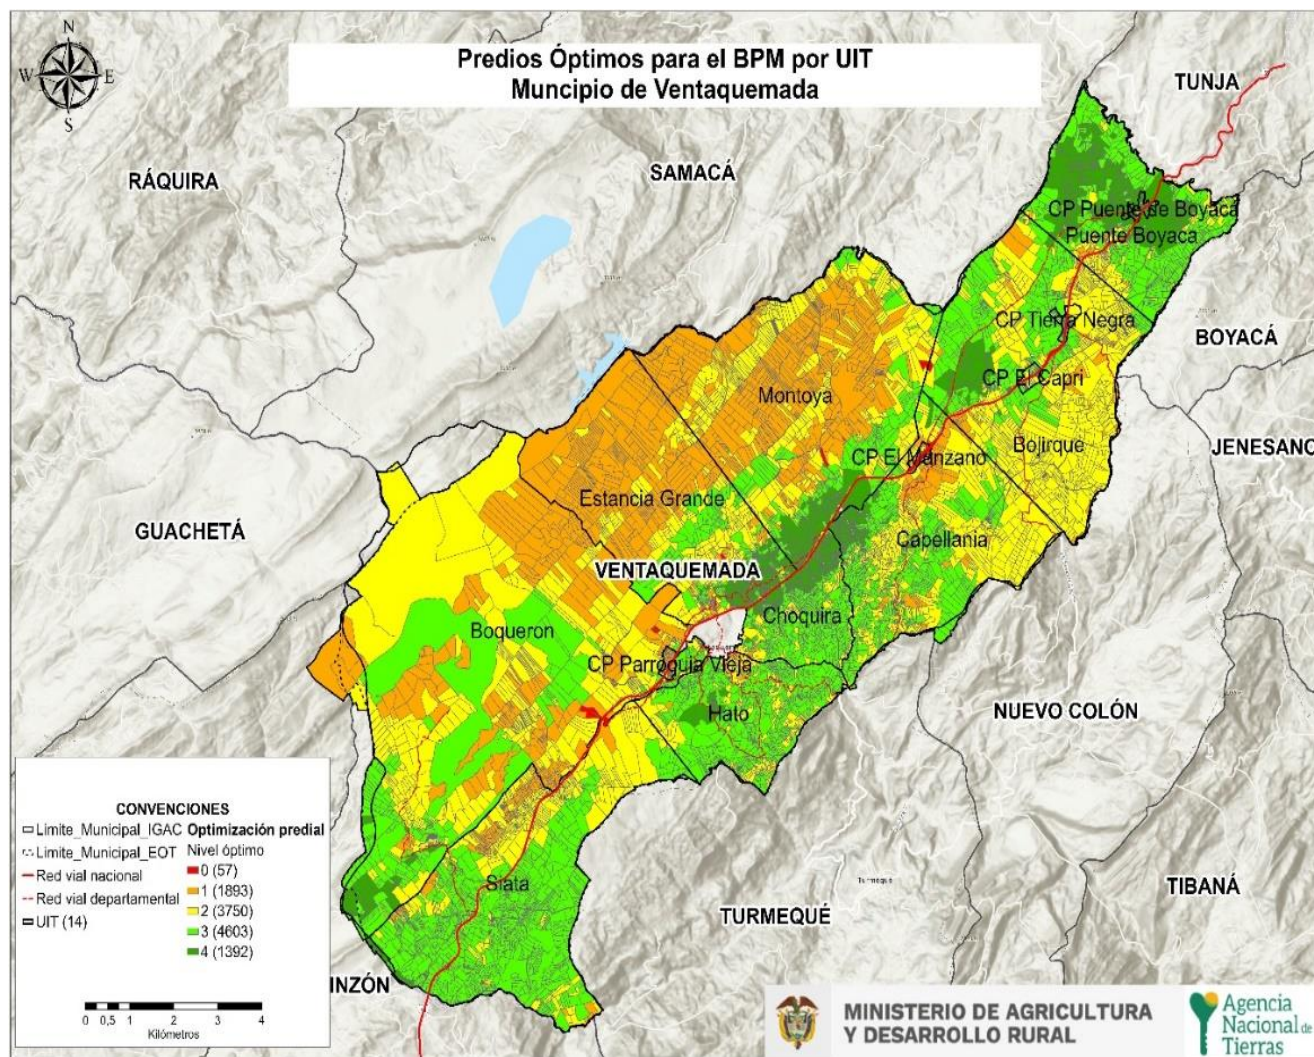 Predios Óptimos para el BPM por UIT
Muncipio de Ventaquemada
N
W E
S
TUNJA
RÁQUIRA
SAMACÁ
CP Puente de Boyacá
Puente Boyaca
CP Tierra Negra
BOYACÁ
CP El Capri
Montoya
JENESANO
Bojirque
CP El Manzano
Estancia Grande
GUACHETÁ
Capellania
VENTAQUEMADA
Choquira
Boqueron
CP Parroquia Vieja
Hato
NUEVO COLÓN
Siata
Turmequé
TIBANÁ
TURMEQUÉ
INZÓN
CONVENCIONES
Limite_Municipal_IGAC
Limite_Municipal_EOT
Red vial nacional
Red vial departamental
UIT (14)
Optimización predial
Nivel óptimo
0 (57)
1 (1893)
2 (3750)
3 (4603)
4 (1392)
0 0,5 1 2 3 4
Kilómetros
MINISTERIO DE AGRICULTURA
Y DESARROLLO RURAL
Agencia
Nacional de
Tierras